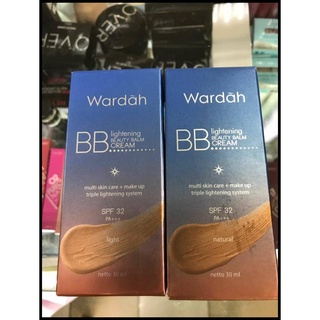 OVER
OVER
Wardah
BB lightening
BEAUTY BALM
CREAM
multi skin care + make up
triple lightening system
SPF 32
PA+++
light
netto 30 ml
Wardah
BB lightening
BEAUTY BALM
CREAM
multi skin care + make up
triple lightening system
SPF 32
PA+++
natural
netto 30 ml